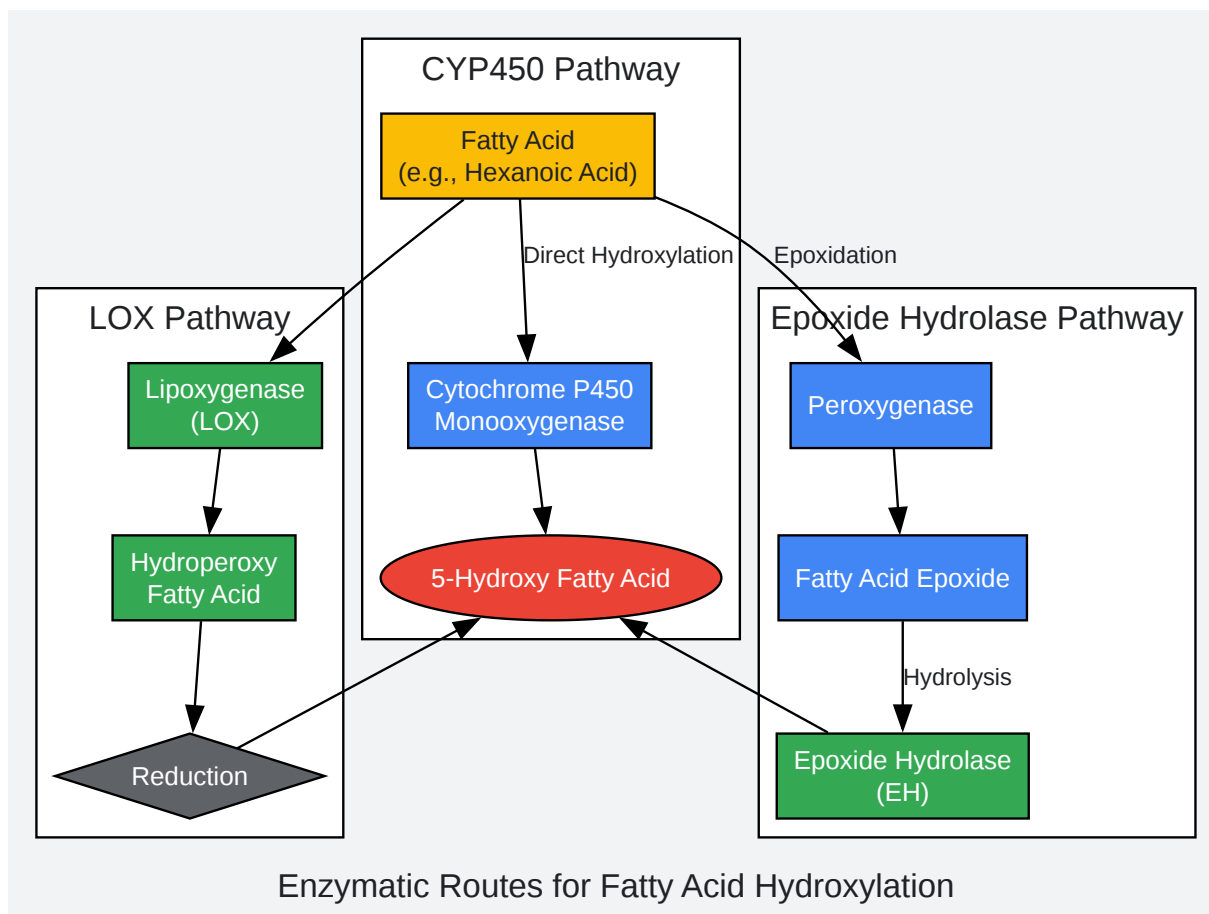 CYP450 Pathway
Fatty Acid
(e.g., Hexanoic Acid)
Direct Hydroxylation
Epoxidation
LOX Pathway
Epoxide Hydrolase Pathway
Lipoxygenase
(LOX)
Cytochrome P450
Monooxygenase
Peroxygenase
Hydroperoxy
Fatty Acid
5-Hydroxy Fatty Acid
Fatty Acid Epoxide
Hydrolysis
Reduction
Epoxide Hydrolase
(EH)
Enzymatic Routes for Fatty Acid Hydroxylation